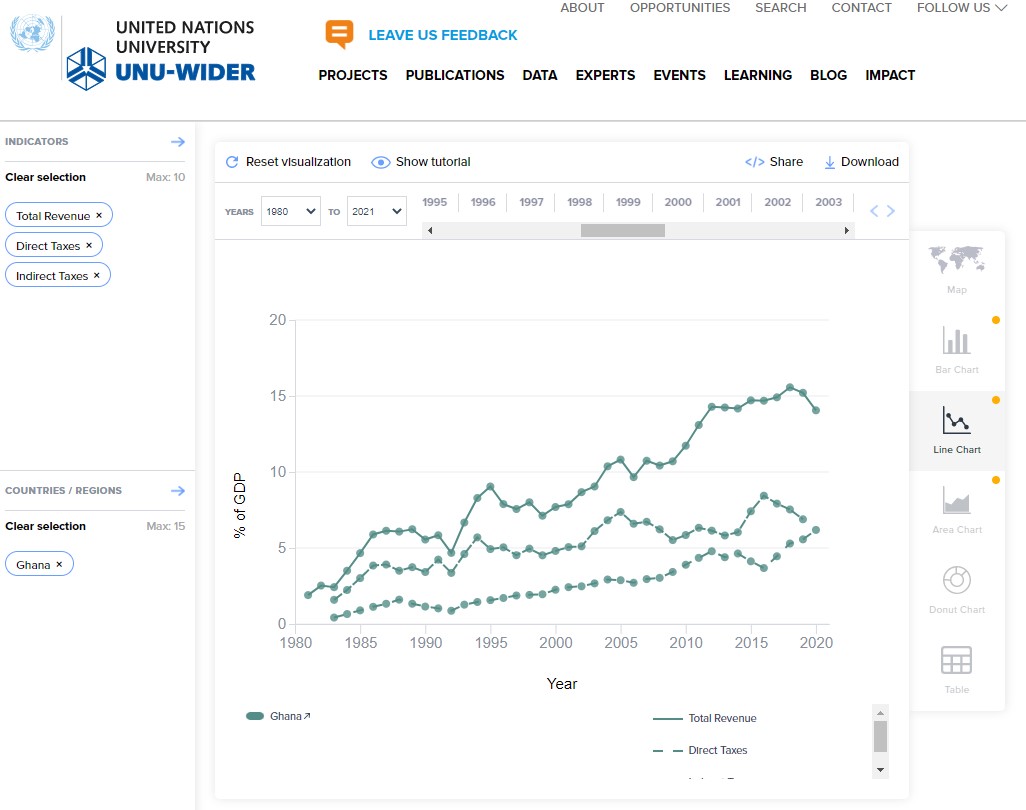 ABOUT OPPORTUNITIES SEARCH CONTACT FOLLOW US
UNITED NATIONS
UNIVERSITY
UNU-WIDER
LEAVE US FEEDBACK
PROJECTS PUBLICATIONS DATA EXPERTS EVENTS LEARNING BLOG IMPACT
INDICATORS
Clear selection Max: 10
Total Revenue ×
Direct Taxes ×
Indirect Taxes ×
COUNTRIES / REGIONS
Clear selection Max: 15
Ghana ×
Reset visualization Show tutorial </> Share Download
YEARS 1980 TO 2021 1995 1996 1997 1998 1999 2000 2001 2002 2003
20
15
10
5
0
% of GDP
1980 1985 1990 1995 2000 2005 2010 2015 2020
Year
Ghana↗
Total Revenue
Direct Taxes
Map
Bar Chart
Line Chart
Area Chart
Donut Chart
Table